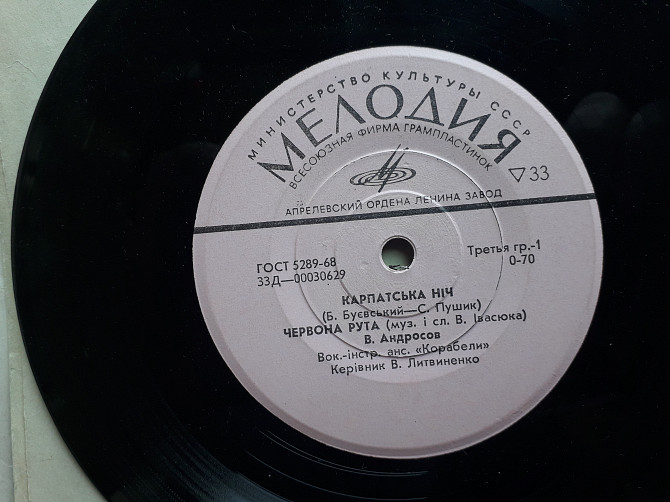 МИНИСТЕРСТВО КУЛЬТУРЫ СССР
МЕЛОДИЯ
ВСЕСОЮЗНАЯ ФИРМА ГРАМПЛАСТИНОК
▽33
АПРЕЛЕВСКИЙ ОРДЕНА ЛЕНИНА ЗАВОД
ГОСТ 5289-68
33Д—00030629
Третья гр.-1
0-70
КАРПАТСЬКА НІЧ
(Б. Буєвський—С. Пушик)
ЧЕРВОНА РУТА (муз. і сл. В. Івасюка)
В. Андросов
Вок.-інстр. анс. «Корабели»
Керівник В. Литвиненко